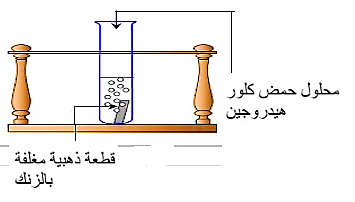 محلول حمض كلور
هيدروجين
قطعة ذهبية مغلفة
بالزنك